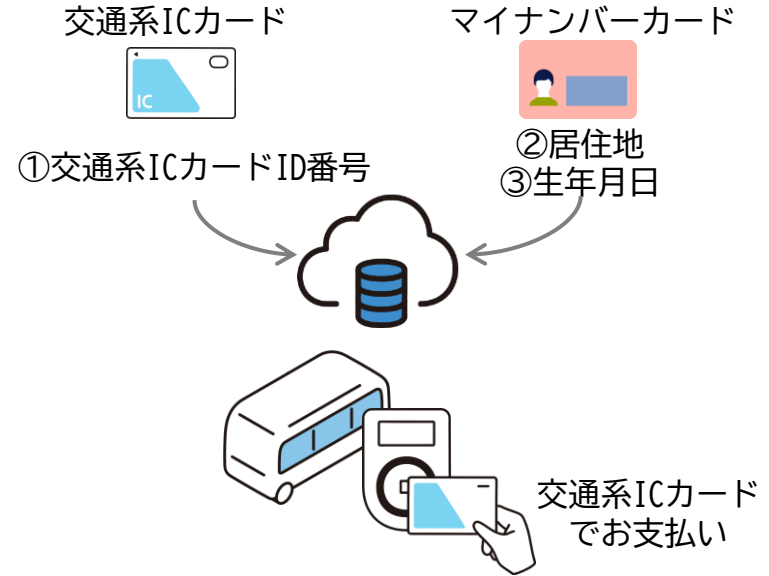 交通系ICカード
マイナンバーカード
IC
①交通系ICカードID番号
②居住地
③生年月日
交通系ICカード
でお支払い